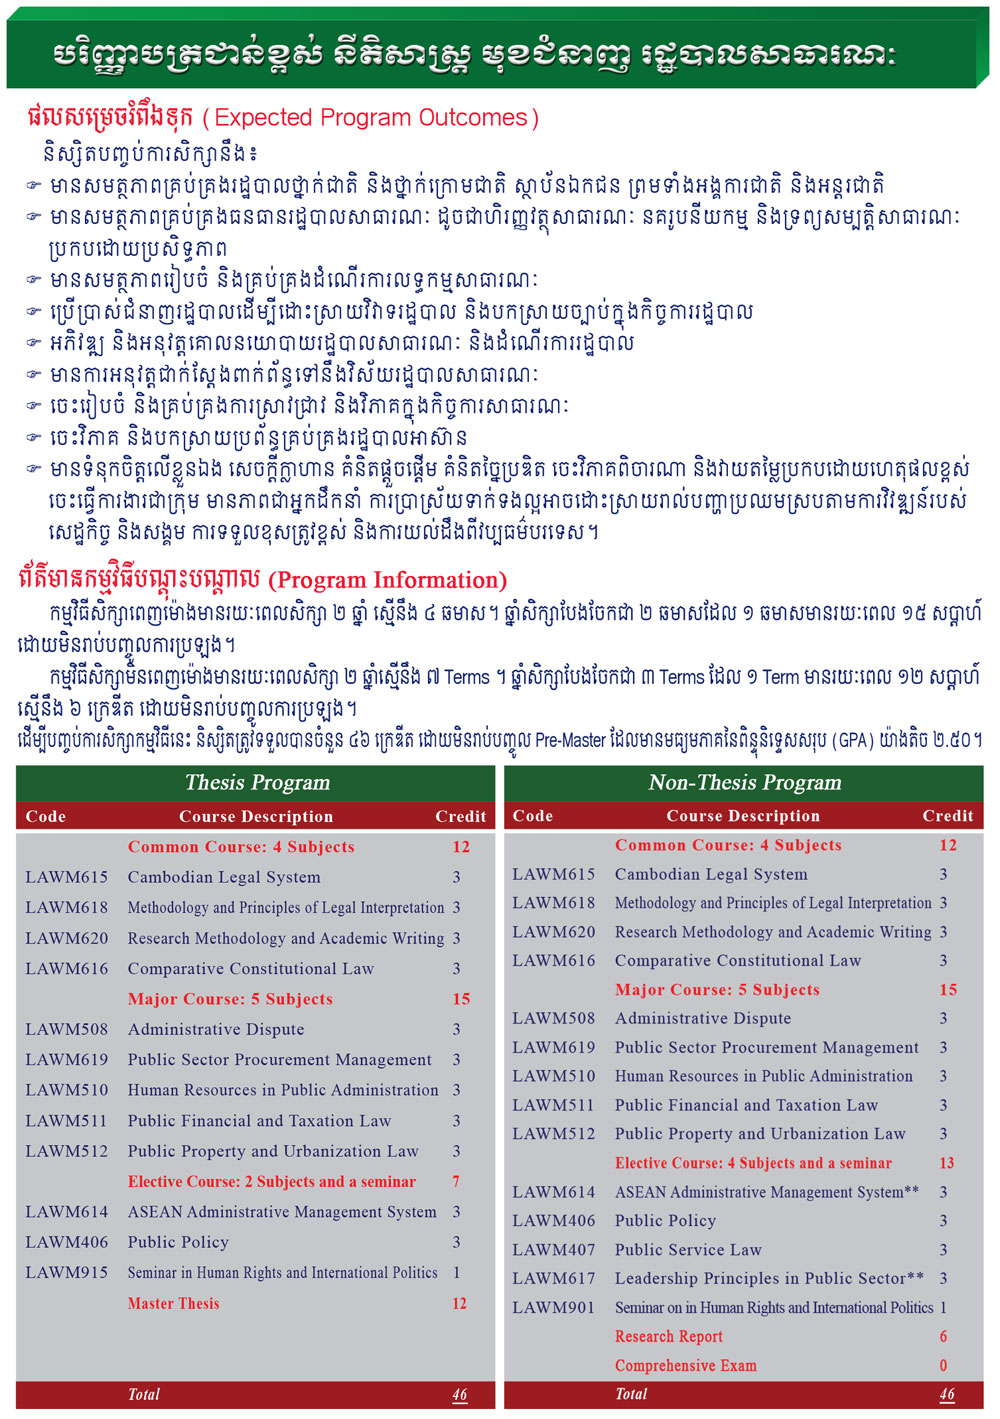 បរិញ្ញាបត្រជាន់ខ្ពស់ នីតិសាស្ត្រ មុខជំនាញ រដ្ឋបាលសាធារណៈ
ផលសម្រេចរំពឹងទុក (Expected Program Outcomes)
និស្សិតបញ្ចប់ការសិក្សានឹង៖
☞ មានសមត្ថភាពគ្រប់គ្រងរដ្ឋបាលថ្នាក់ជាតិ និងថ្នាក់ក្រោមជាតិ ស្ថាប័នឯកជន ព្រមទាំងអង្គការជាតិ និងអន្តរជាតិ
☞ មានសមត្ថភាពគ្រប់គ្រងធនធានរដ្ឋបាលសាធារណៈ ដូចជាហិរញ្ញវត្ថុសាធារណៈ នគរូបនីយកម្ម និងទ្រព្យសម្បត្តិសាធារណៈ
ប្រកបដោយប្រសិទ្ធភាព
☞ មានសមត្ថភាពរៀបចំ និងគ្រប់គ្រងដំណើរការលទ្ធកម្មសាធារណៈ
☞ ប្រើប្រាស់ជំនាញរដ្ឋបាលដើម្បីដោះស្រាយវិវាទរដ្ឋបាល និងបកស្រាយច្បាប់ក្នុងកិច្ចការរដ្ឋបាល
☞ អភិវឌ្ឍ និងអនុវត្តគោលនយោបាយរដ្ឋបាលសាធារណៈ និងដំណើរការរដ្ឋបាល
☞ មានការអនុវត្តជាក់ស្តែងពាក់ព័ន្ធទៅនឹងវិស័យរដ្ឋបាលសាធារណៈ
☞ ចេះរៀបចំ និងគ្រប់គ្រងការស្រាវជ្រាវ និងវិភាគក្នុងកិច្ចការសាធារណៈ
☞ ចេះវិភាគ និងបកស្រាយប្រព័ន្ធគ្រប់គ្រងរដ្ឋបាលអាស៊ាន
☞ មានទំនុកចិត្តលើខ្លួនឯង សេចក្តីក្លាហាន គំនិតផ្តួចផ្តើម គំនិតច្នៃប្រឌិត ចេះវិភាគពិចារណា និងវាយតម្លៃប្រកបដោយហេតុផលខ្ពស់
ចេះធ្វើការងារជាក្រុម មានភាពជាអ្នកដឹកនាំ ការប្រាស្រ័យទាក់ទងល្អអាចដោះស្រាយរាល់បញ្ហាប្រឈមស្របតាមការវិវឌ្ឍន៍របស់
សេដ្ឋកិច្ច និងសង្គម ការទទួលខុសត្រូវខ្ពស់ និងការយល់ដឹងពីវប្បធម៌បរទេស។
ព័ត៌មានកម្មវិធីបណ្តុះបណ្តាល (Program Information)
កម្មវិធីសិក្សាពេញម៉ោងមានរយៈពេលសិក្សា ២ ឆ្នាំ ស្មើនឹង ៤ ឆមាស។ ឆ្នាំសិក្សាបែងចែកជា ២ ឆមាសដែល ១ ឆមាសមានរយៈពេល ១៥ សប្តាហ៍
ដោយមិនរាប់បញ្ចូលការប្រឡង។
កម្មវិធីសិក្សាមិនពេញម៉ោងមានរយៈពេលសិក្សា ២ ឆ្នាំស្មើនឹង ៧ Terms ។ ឆ្នាំសិក្សាបែងចែកជា ៣ Terms ដែល ១ Term មានរយៈពេល ១២ សប្តាហ៍
ស្មើនឹង ៦ ក្រេឌីត ដោយមិនរាប់បញ្ចូលការប្រឡង។
ដើម្បីបញ្ចប់ការសិក្សាកម្មវិធីនេះ និស្សិតត្រូវទទួលបានចំនួន ៤៦ ក្រេឌីត ដោយមិនរាប់បញ្ចូល Pre-Master ដែលមានមធ្យមភាគនៃពិន្ទុនិទ្ទេសសរុប (GPA) យ៉ាងតិច ២.៥០។
Thesis Program
Code Course Description Credit
Common Course: 4 Subjects 12
LAWM615 Cambodian Legal System 3
LAWM618 Methodology and Principles of Legal Interpretation 3
LAWM620 Research Methodology and Academic Writing 3
LAWM616 Comparative Constitutional Law 3
Major Course: 5 Subjects 15
LAWM508 Administrative Dispute 3
LAWM619 Public Sector Procurement Management 3
LAWM510 Human Resources in Public Administration 3
LAWM511 Public Financial and Taxation Law 3
LAWM512 Public Property and Urbanization Law 3
Elective Course: 2 Subjects and a seminar 7
LAWM614 ASEAN Administrative Management System 3
LAWM406 Public Policy 3
LAWM915 Seminar in Human Rights and International Politics 1
Master Thesis 12
Total 46
Non-Thesis Program
Code Course Description Credit
Common Course: 4 Subjects 12
LAWM615 Cambodian Legal System 3
LAWM618 Methodology and Principles of Legal Interpretation 3
LAWM620 Research Methodology and Academic Writing 3
LAWM616 Comparative Constitutional Law 3
Major Course: 5 Subjects 15
LAWM508 Administrative Dispute 3
LAWM619 Public Sector Procurement Management 3
LAWM510 Human Resources in Public Administration 3
LAWM511 Public Financial and Taxation Law 3
LAWM512 Public Property and Urbanization Law 3
Elective Course: 4 Subjects and a seminar 13
LAWM614 ASEAN Administrative Management System** 3
LAWM406 Public Policy 3
LAWM407 Public Service Law 3
LAWM617 Leadership Principles in Public Sector** 3
LAWM901 Seminar on in Human Rights and International Politics 1
Research Report 6
Comprehensive Exam 0
Total 46